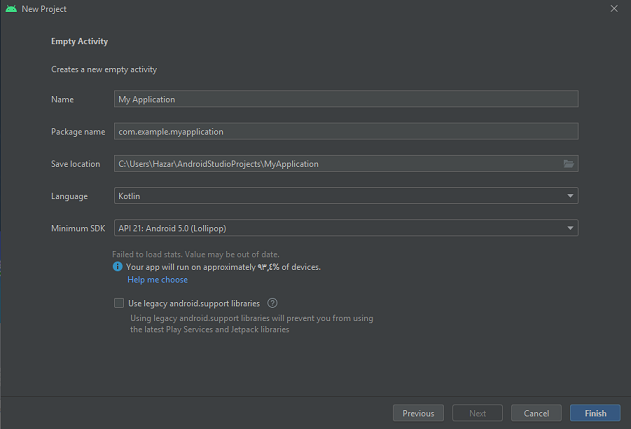 New Project
Empty Activity
Creates a new empty activity
Name My Application
Package name com.example.myapplication
Save location C:\Users\Hazar\AndroidStudioProjects\MyApplication
Language Kotlin
Minimum SDK API 21: Android 5.0 (Lollipop)
Failed to load stats. Value may be out of date.
Your app will run on approximately ٩٣,٤% of devices.
Help me choose
Use legacy android.support libraries ?
Using legacy android.support libraries will prevent you from using
the latest Play Services and Jetpack libraries
Previous Next Cancel Finish